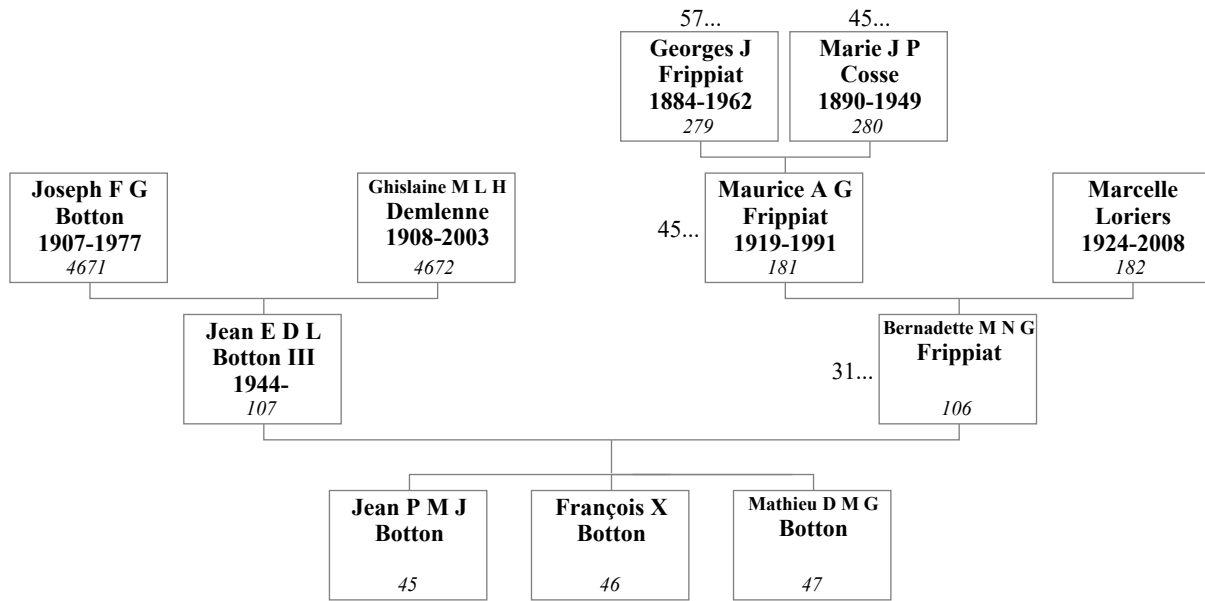 57...
45...
Georges J
Frippiat
1884-1962
279
Marie J P
Cosse
1890-1949
280
Joseph F G
Botton
1907-1977
4671
Ghislaine M L H
Demlenne
1908-2003
4672
45...
Maurice A G
Frippiat
1919-1991
181
Marcelle
Loriers
1924-2008
182
Jean E D L
Botton III
1944-
107
31...
Bernadette M N G
Frippiat
106
Jean P M J
Botton
45
François X
Botton
46
Mathieu D M G
Botton
47